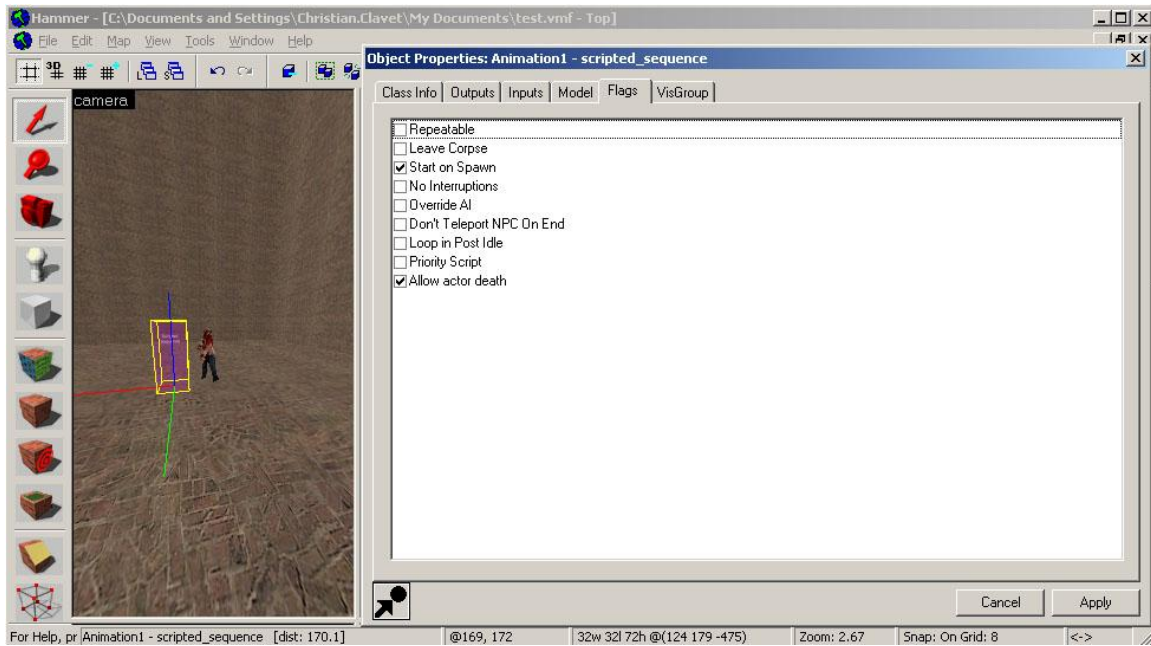 Hammer - [C:\Documents and Settings\Christian.Clavet\My Documents\test.vmf - Top]
File Edit Map View Tools Window Help
Object Properties: Animation1 - scripted_sequence
3D
Class Info Outputs Inputs Model Flags VisGroup
camera
Repeatable
Leave Corpse
Start on Spawn
No Interruptions
Override AI
Don't Teleport NPC On End
Loop in Post Idle
Priority Script
Allow actor death
Cancel Apply
For Help, pr Animation1 - scripted_sequence [dist: 170.1] @169, 172 32w 32l 72h @(124 179 -475) Zoom: 2.67 Snap: On Grid: 8 <->